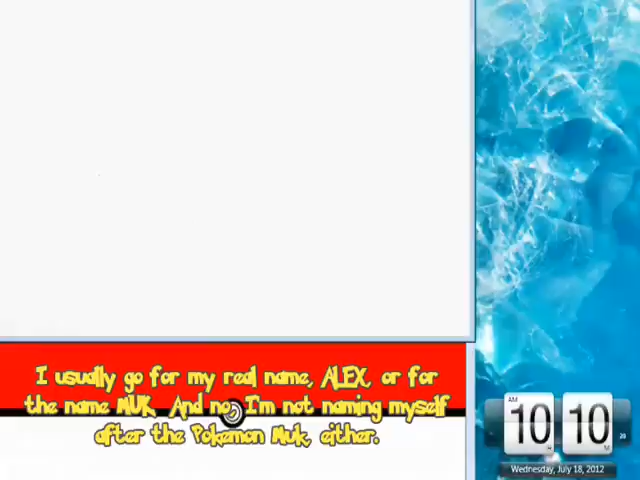 I usually go for my real name, ALEX, or for
the name MUK. And no, I'm not naming myself
after the Pokemon Muk, either.
AM
10 10
20
Wednesday, July 18, 2012